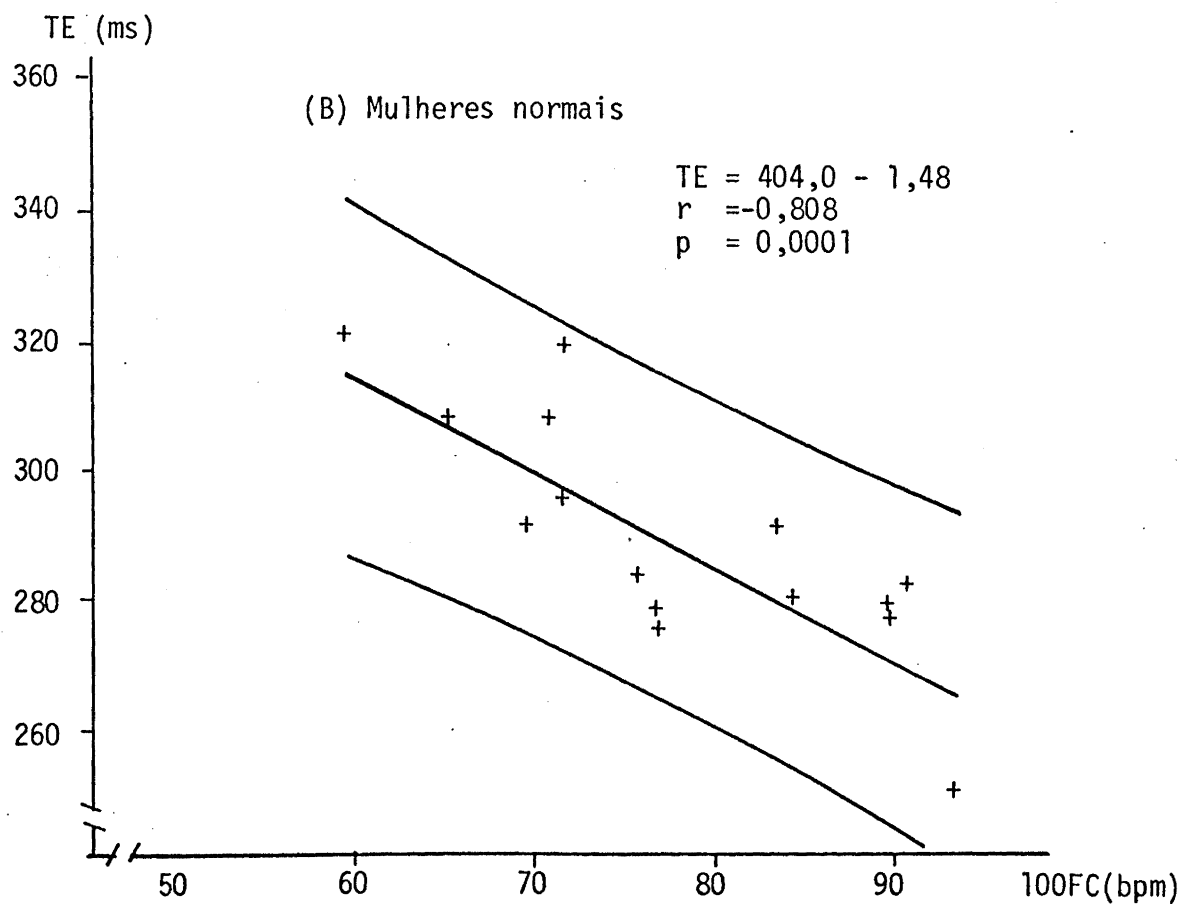 TE (ms)
360
(B) Mulheres normais
TE = 404,0 - 1,48
r =-0,808
p = 0,0001
340
320
300
280
260
50 60 70 80 90 100FC(bpm)